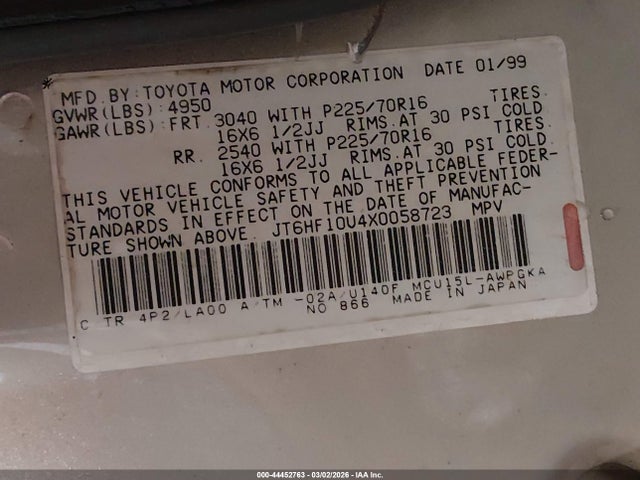 MFD. BY: TOYOTA MOTOR CORPORATION DATE 01/99
GVWR(LBS): 4950
GAWR(LBS): FRT. 3040 WITH P225/70R16 TIRES.
16X6 1/2JJ RIMS.AT 30 PSI COLD
RR. 2540 WITH P225/70R16 TIRES.
16X6 1/2JJ RIMS.AT 30 PSI COLD.
THIS VEHICLE CONFORMS TO ALL APPLICABLE FEDER-
AL MOTOR VEHICLE SAFETY AND THEFT PREVENTION
STANDARDS IN EFFECT ON THE DATE OF MANUFAC-
TURE SHOWN ABOVE. JT6HF10U4X0058723 MPV
C TR 4P2/LA00 A/TM -02A/U140F MCU15L-AWPGKA
NO 866 MADE IN JAPAN
000-44452763 - 03/02/2026 - IAA Inc.